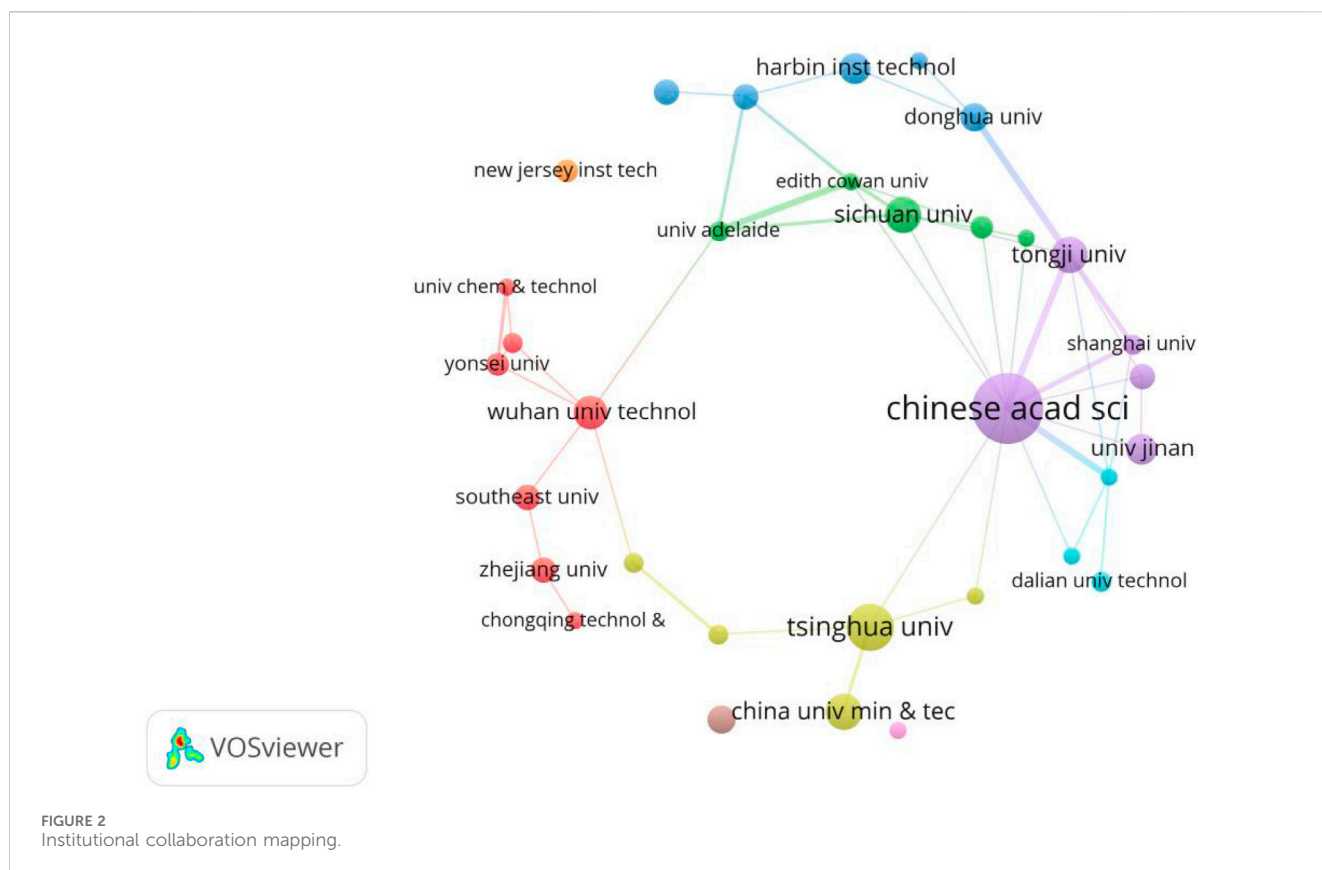 harbin inst technol
donghua univ
new jersey inst tech
edith cowan univ
sichuan univ
univ adelaide
tongji univ
univ chem & technol
shanghai univ
yonsei univ
chinese acad sci
wuhan univ technol
univ jinan
southeast univ
zhejiang univ
dalian univ technol
chongqing technol &
tsinghua univ
china univ min & tec
VOSviewer
FIGURE 2
Institutional collaboration mapping.